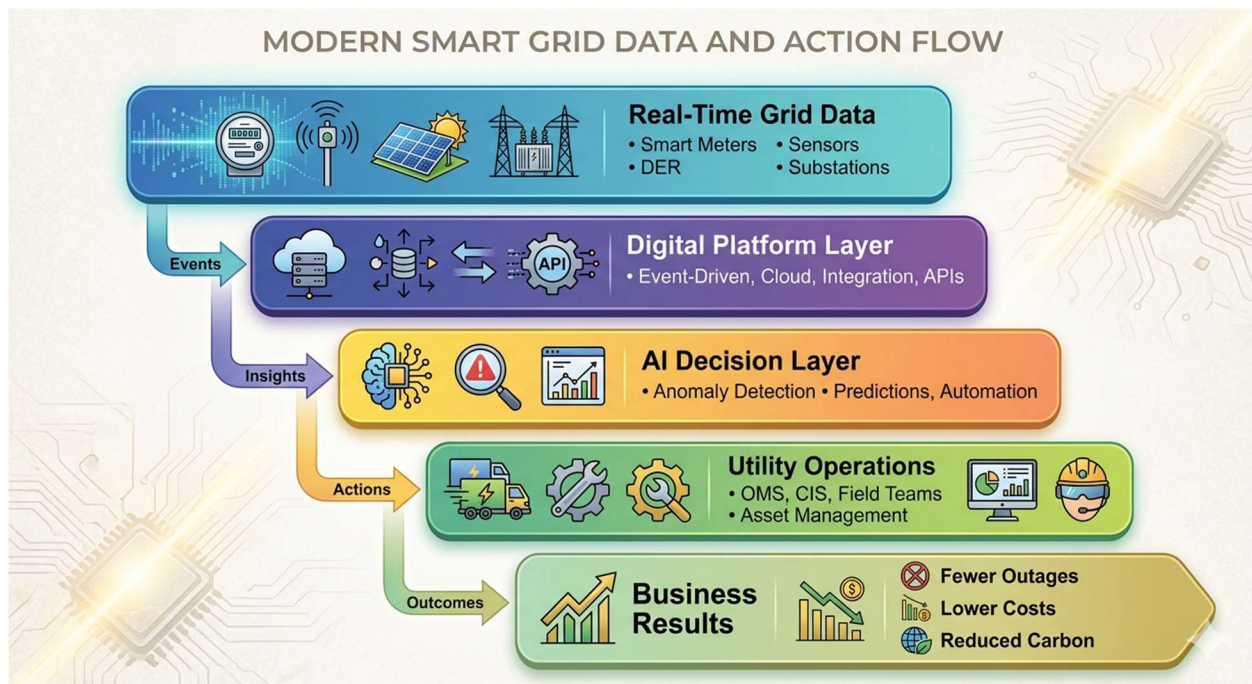 MODERN SMART GRID DATA AND ACTION FLOW
Real-Time Grid Data
• Smart Meters • Sensors
• DER • Substations
Events
Digital Platform Layer
• Event-Driven, Cloud, Integration, APIs
API
Insights
AI Decision Layer
• Anomaly Detection • Predictions, Automation
Actions
Utility Operations
• OMS, CIS, Field Teams
• Asset Management
Outcomes
Business
Results
$
Fewer Outages
Lower Costs
Reduced Carbon